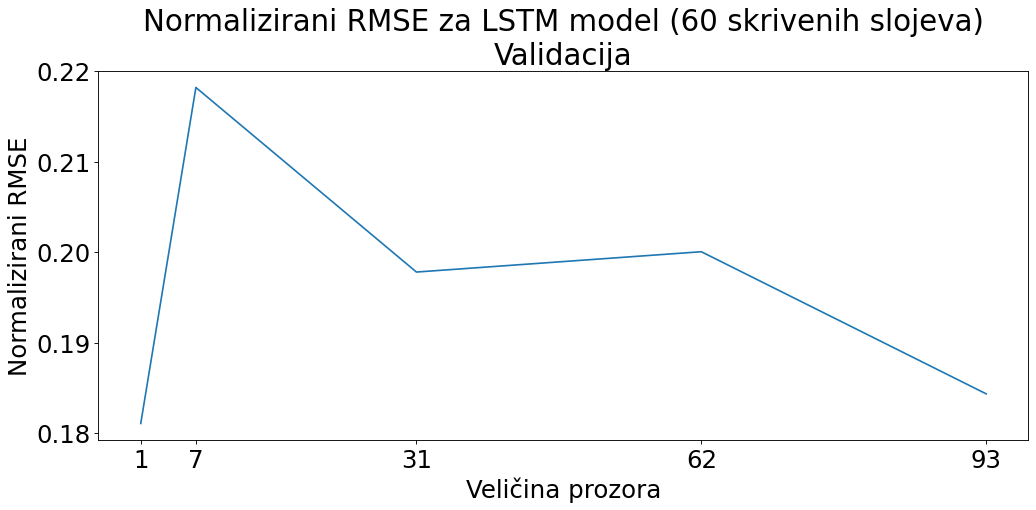 Normalizirani RMSE za LSTM model (60 skrivenih slojeva)
Validacija
Normalizirani RMSE
0.22
0.21
0.20
0.19
0.18
1 7 31 62 93
Veličina prozora